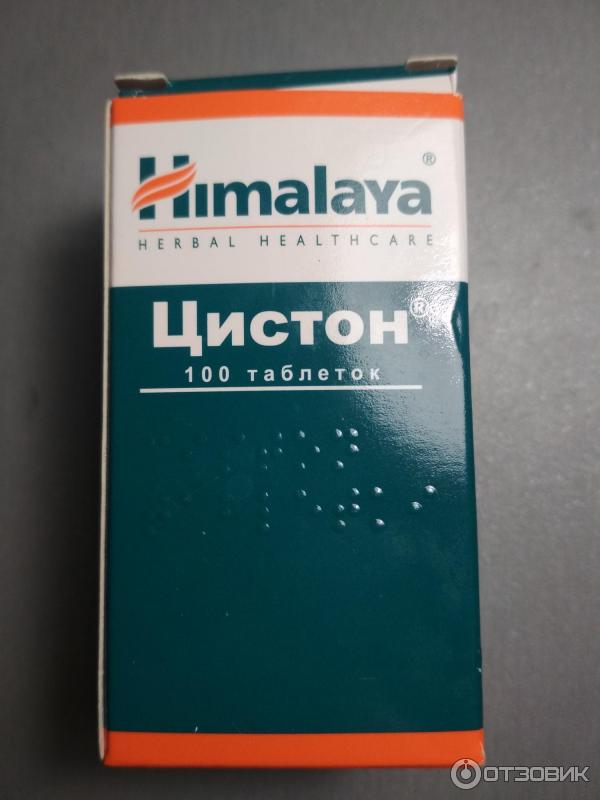 Himalaya®
HERBAL HEALTHCARE
Цистон®
100 таблеток
ОТЗОВИК